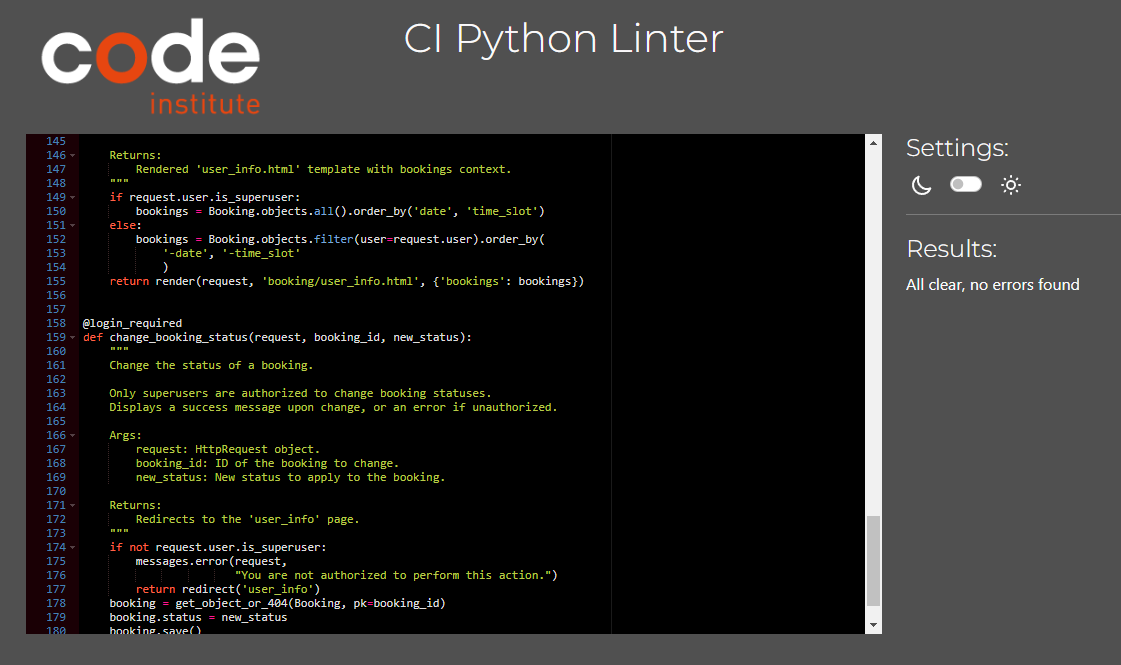 code
institute
CI Python Linter
145
146 Returns:
147 Rendered 'user_info.html' template with bookings context.
148 """
149 if request.user.is_superuser:
150 bookings = Booking.objects.all().order_by('date', 'time_slot')
151 else:
152 bookings = Booking.objects.filter(user=request.user).order_by(
153 '-date', '-time_slot'
154 )
155 return render(request, 'booking/user_info.html', {'bookings': bookings})
156
157
158 @login_required
159 def change_booking_status(request, booking_id, new_status):
160 """
161 Change the status of a booking.
162
163 Only superusers are authorized to change booking statuses.
164 Displays a success message upon change, or an error if unauthorized.
165
166 Args:
167 request: HttpRequest object.
168 booking_id: ID of the booking to change.
169 new_status: New status to apply to the booking.
170
171 Returns:
172 Redirects to the 'user_info' page.
173 """
174 if not request.user.is_superuser:
175 messages.error(request,
176 "You are not authorized to perform this action.")
177 return redirect('user_info')
178 booking = get_object_or_404(Booking, pk=booking_id)
179 booking.status = new_status
180 booking.save()
Settings:
Results:
All clear, no errors found